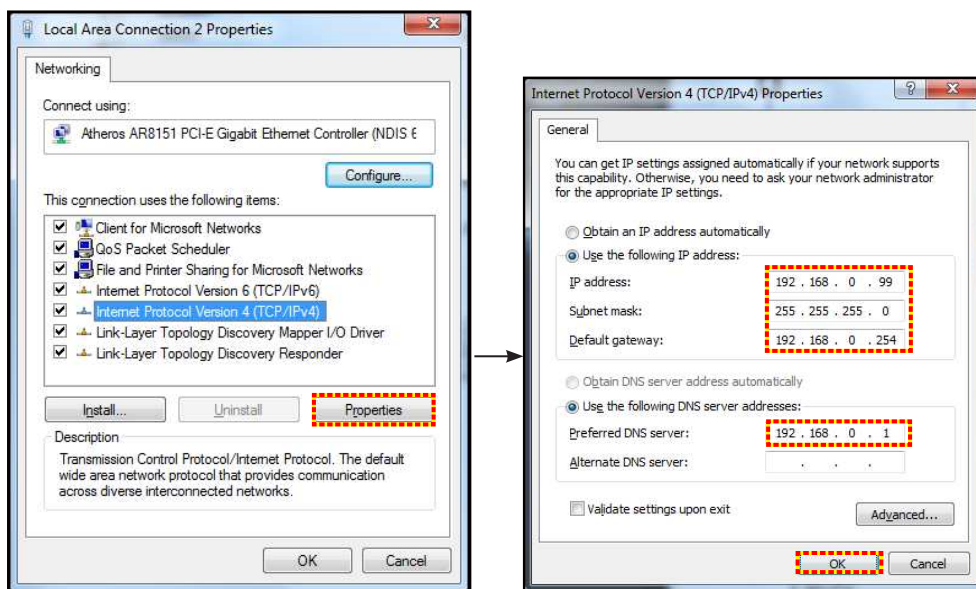 Local Area Connection 2 Properties
Networking
Connect using:
Atheros AR8151 PCI-E Gigabit Ethernet Controller (NDIS 6
Configure...
This connection uses the following items:
Client for Microsoft Networks
QoS Packet Scheduler
File and Printer Sharing for Microsoft Networks
Internet Protocol Version 6 (TCP/IPv6)
Internet Protocol Version 4 (TCP/IPv4)
Link-Layer Topology Discovery Mapper I/O Driver
Link-Layer Topology Discovery Responder
Install...
Uninstall
Properties
Description
Transmission Control Protocol/Internet Protocol. The default
wide area network protocol that provides communication
across diverse interconnected networks.
OK
Cancel
Internet Protocol Version 4 (TCP/IPv4) Properties
General
You can get IP settings assigned automatically if your network supports
this capability. Otherwise, you need to ask your network administrator
for the appropriate IP settings.
Obtain an IP address automatically
Use the following IP address:
IP address: 192 . 168 . 0 . 99
Subnet mask: 255 . 255 . 255 . 0
Default gateway: 192 . 168 . 0 . 254
Obtain DNS server address automatically
Use the following DNS server addresses:
Preferred DNS server: 192 . 168 . 0 . 1
Alternate DNS server: . . .
Validate settings upon exit
Advanced...
OK
Cancel